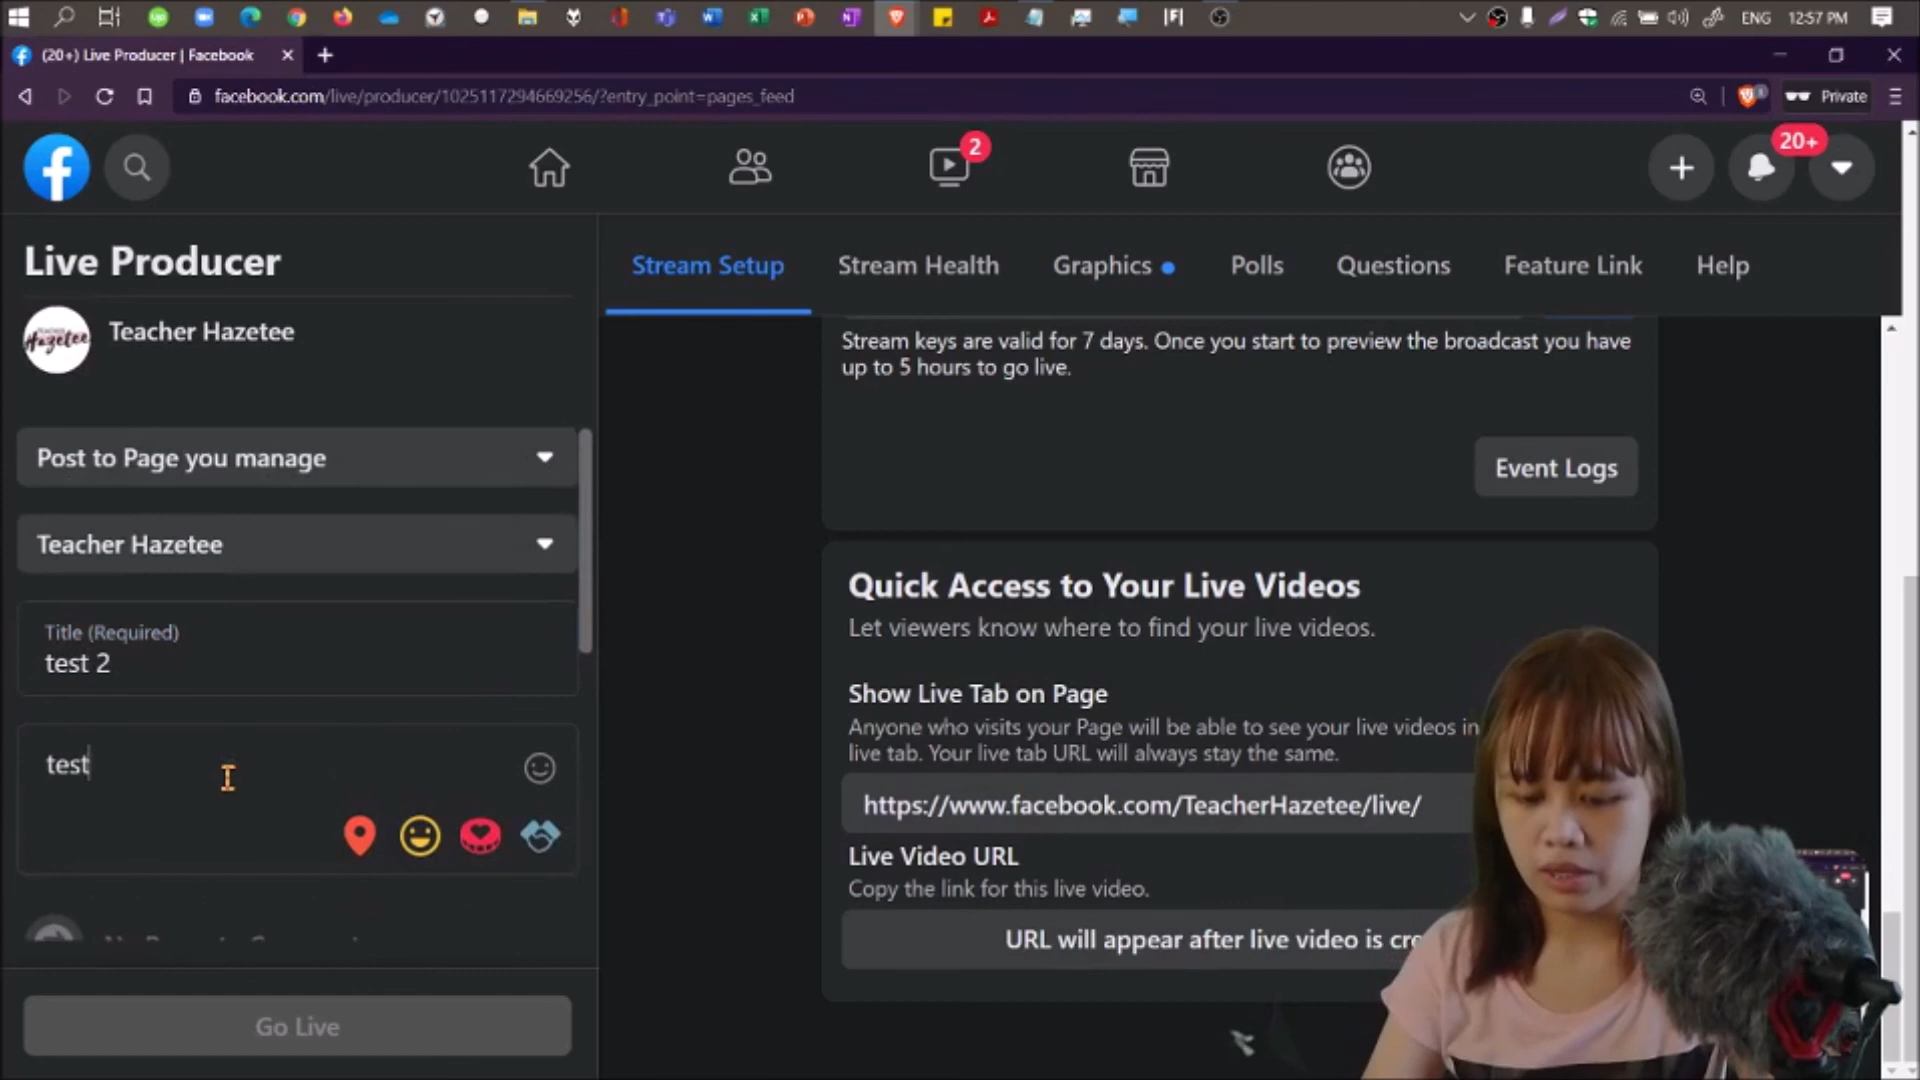 ENG 12:57 PM
(20+) Live Producer | Facebook
facebook.com/live/producer/1025117294669256/?entry_point=pages_feed
Private
2
20+
Live Producer
Stream Setup
Stream Health
Graphics
Polls
Questions
Feature Link
Help
Hazetee
Teacher Hazetee
Stream keys are valid for 7 days. Once you start to preview the broadcast you have
up to 5 hours to go live.
Post to Page you manage
Event Logs
Teacher Hazetee
Quick Access to Your Live Videos
Let viewers know where to find your live videos.
Title (Required)
test 2
Show Live Tab on Page
Anyone who visits your Page will be able to see your live videos in
live tab. Your live tab URL will always stay the same.
test
https://www.facebook.com/TeacherHazetee/live/
Live Video URL
Copy the link for this live video.
URL will appear after live video is cre
Go Live